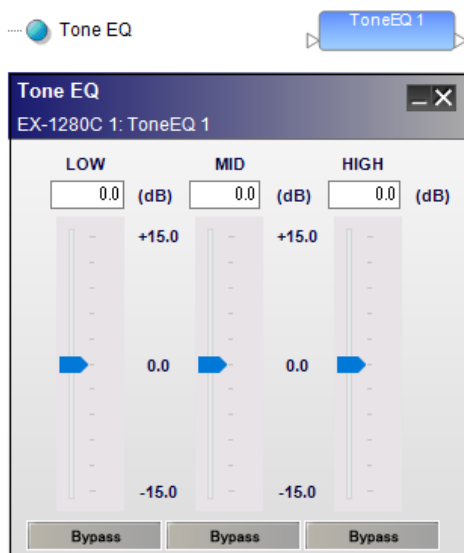 Tone EQ
ToneEQ 1
Tone EQ
EX-1280C 1: ToneEQ 1
LOW MID HIGH
0.0 (dB) 0.0 (dB) 0.0 (dB)
+15.0 +15.0
0.0 0.0
-15.0 -15.0
Bypass Bypass Bypass